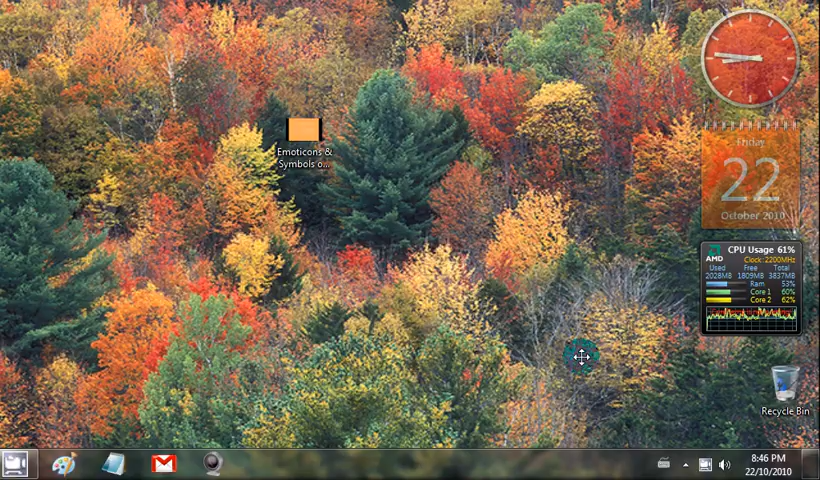 Emoticons &
Symbols o...
Friday
22
October 2010
AMD
CPU Usage 61%
Clock:2200MHz
Used Free Total
2028MB 1809MB 3837MB
Ram 53%
Core 1 60%
Core 2 62%
Recycle Bin
8:46 PM
22/10/2010